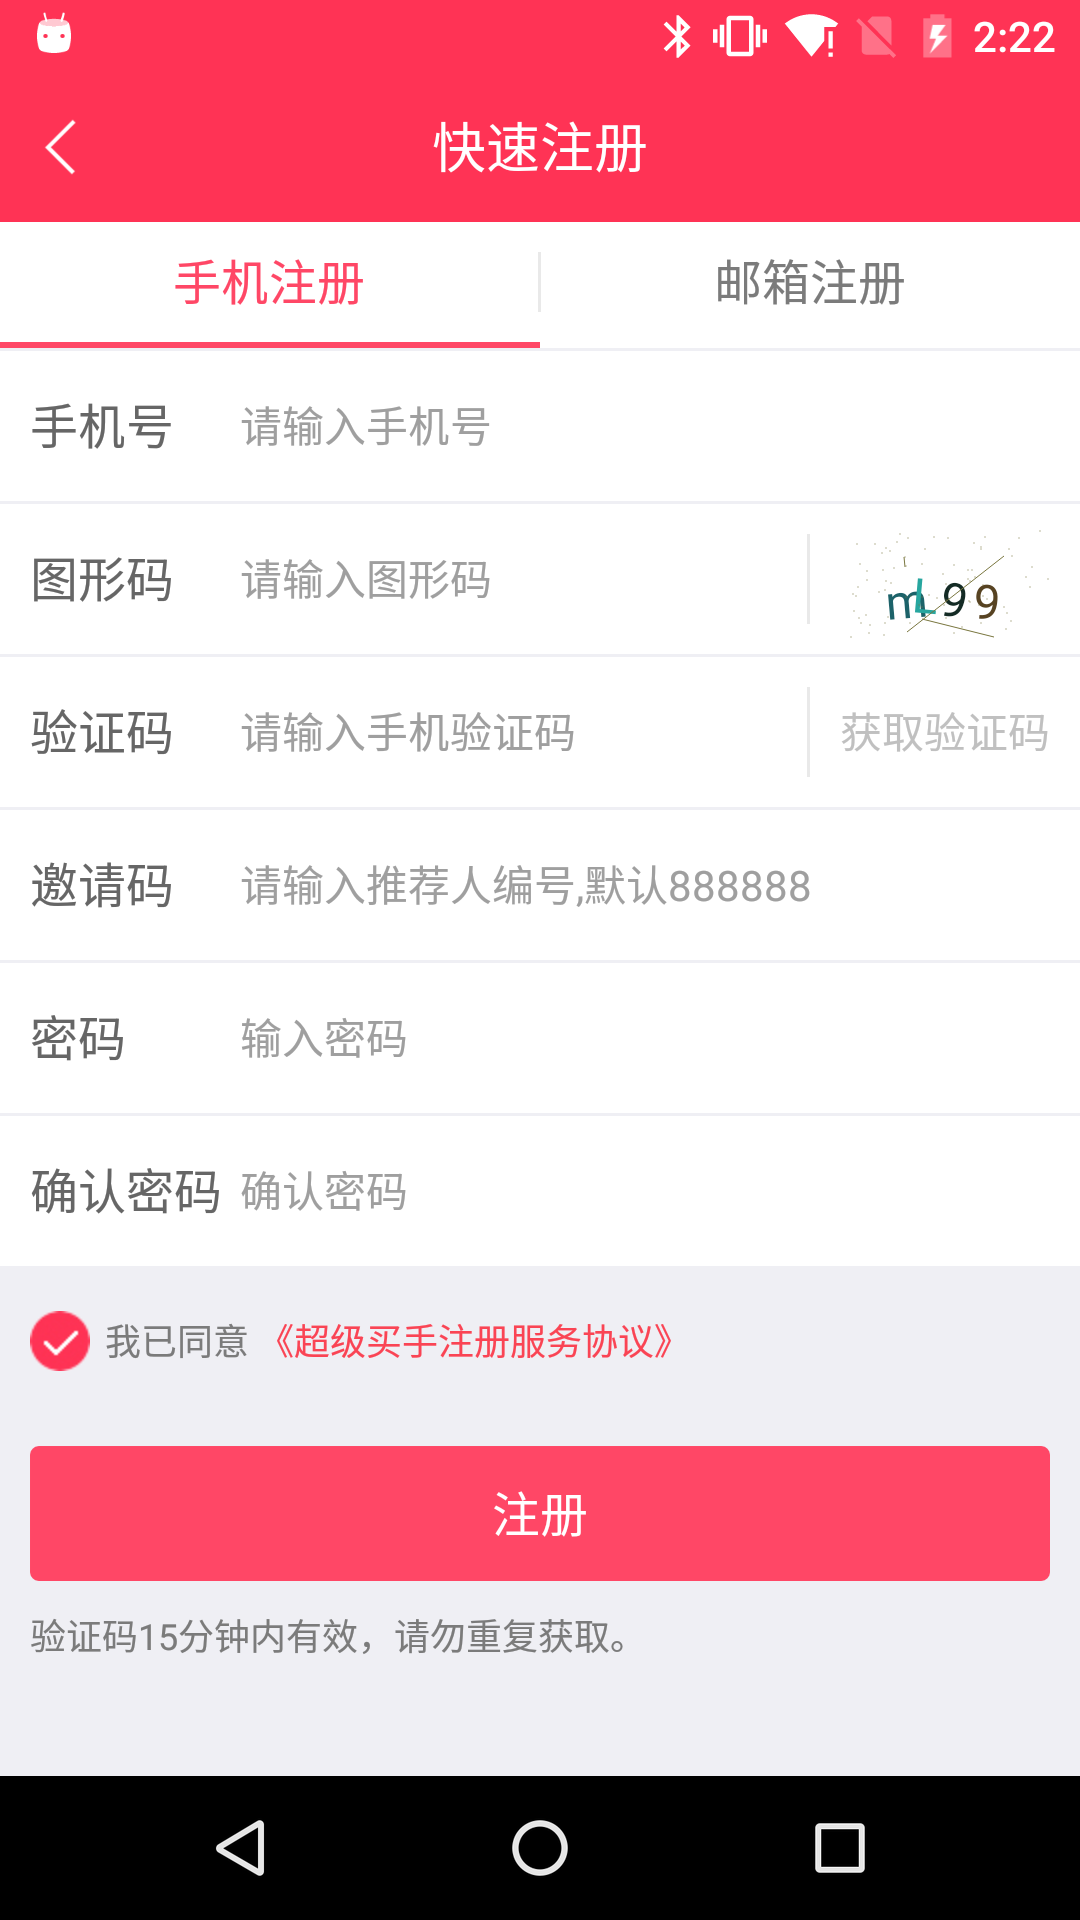 2:22
快速注册
手机注册 邮箱注册
手机号 请输入手机号
图形码 请输入图形码 mL99
验证码 请输入手机验证码 获取验证码
邀请码 请输入推荐人编号,默认888888
密码 输入密码
确认密码 确认密码
我已同意 《超级买手注册服务协议》
注册
验证码15分钟内有效，请勿重复获取。